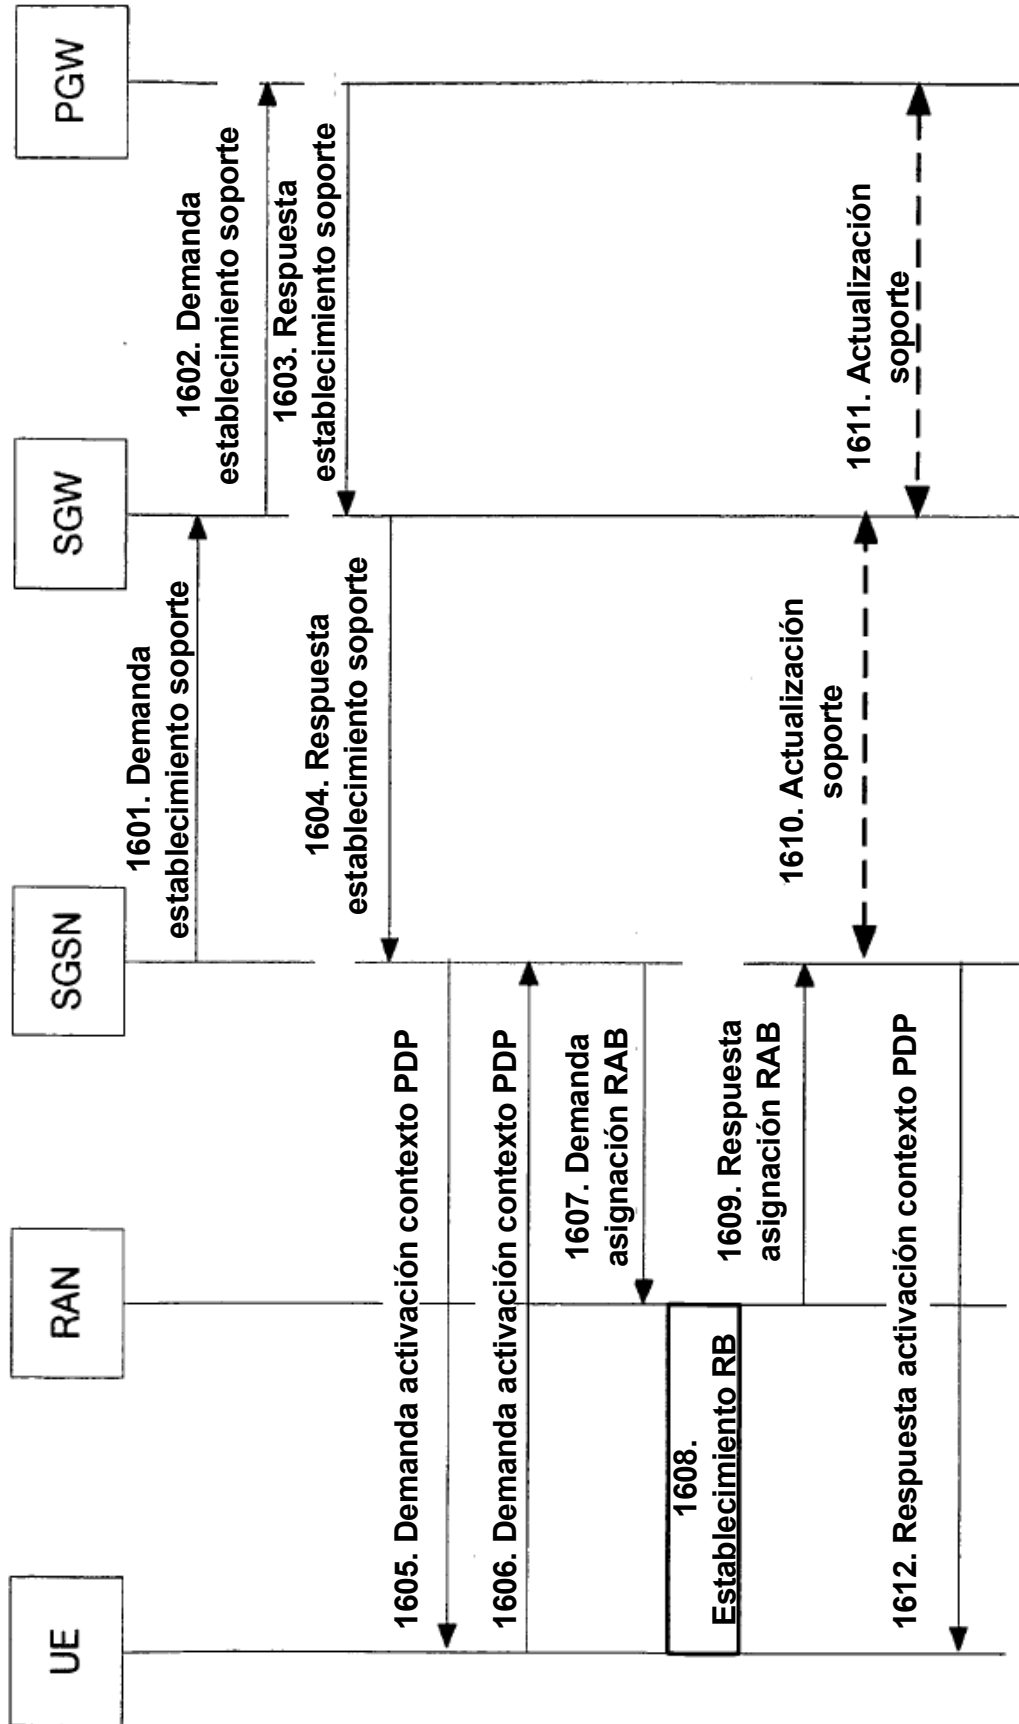 UE
RAN
SGSN
SGW
PGW
1601. Demanda
establecimiento soporte
1602. Demanda
establecimiento soporte
1603. Respuesta
establecimiento soporte
1604. Respuesta
establecimiento soporte
1605. Demanda activación contexto PDP
1606. Demanda activación contexto PDP
1607. Demanda
asignación RAB
1608.
Establecimiento RB
1609. Respuesta
asignación RAB
1610. Actualización
soporte
1611. Actualización
soporte
1612. Respuesta activación contexto PDP